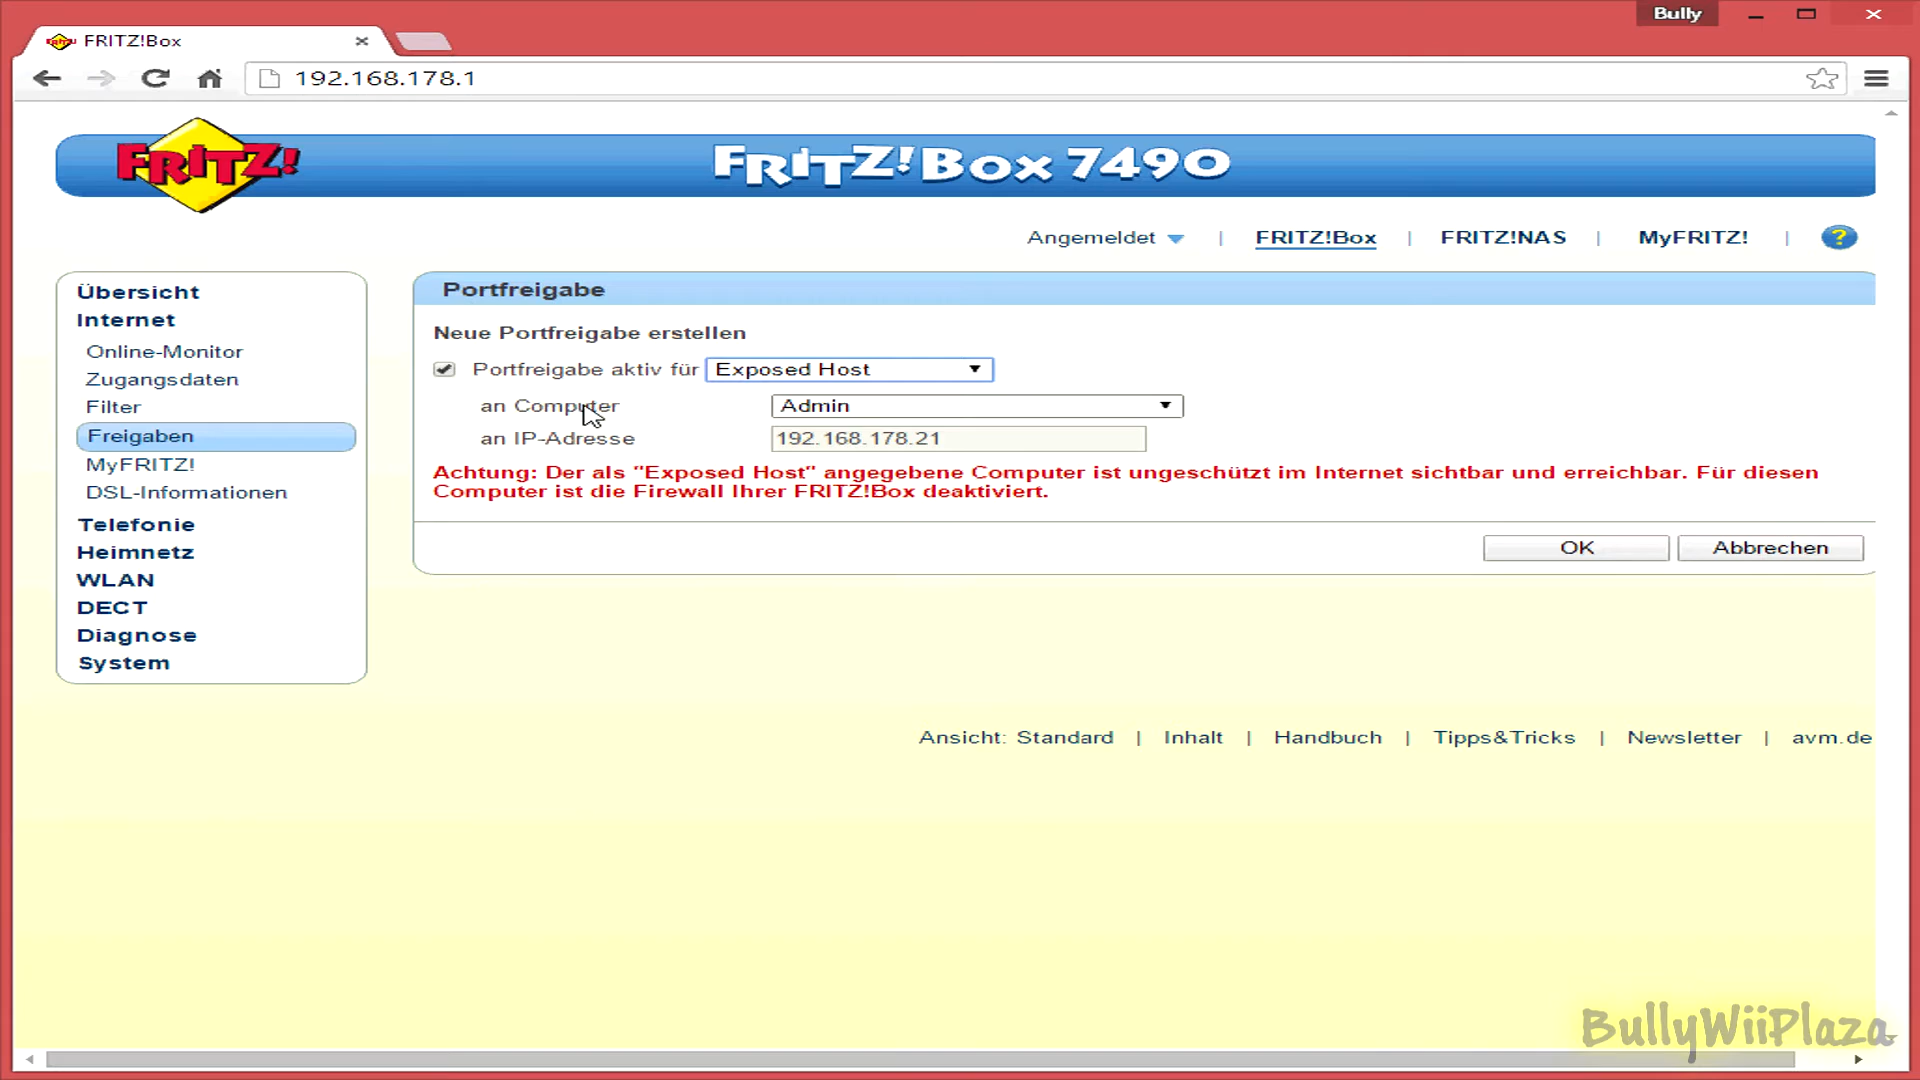 Bully
FRITZ!Box
192.168.178.1
FRITZ!
FRITZ!Box 7490
Angemeldet | FRITZ!Box | FRITZ!NAS | MyFRITZ! | ?
Übersicht
Internet
Online-Monitor
Zugangsdaten
Filter
Freigaben
MyFRITZ!
DSL-Informationen
Telefonie
Heimnetz
WLAN
DECT
Diagnose
System
Portfreigabe
Neue Portfreigabe erstellen
Portfreigabe aktiv für Exposed Host
an Computer Admin
an IP-Adresse 192.168.178.21
Achtung: Der als "Exposed Host" angegebene Computer ist ungeschützt im Internet sichtbar und erreichbar. Für diesen
Computer ist die Firewall Ihrer FRITZ!Box deaktiviert.
OK Abbrechen
Ansicht: Standard | Inhalt | Handbuch | Tipps&Tricks | Newsletter | avm.de
BullyWiiPlaza